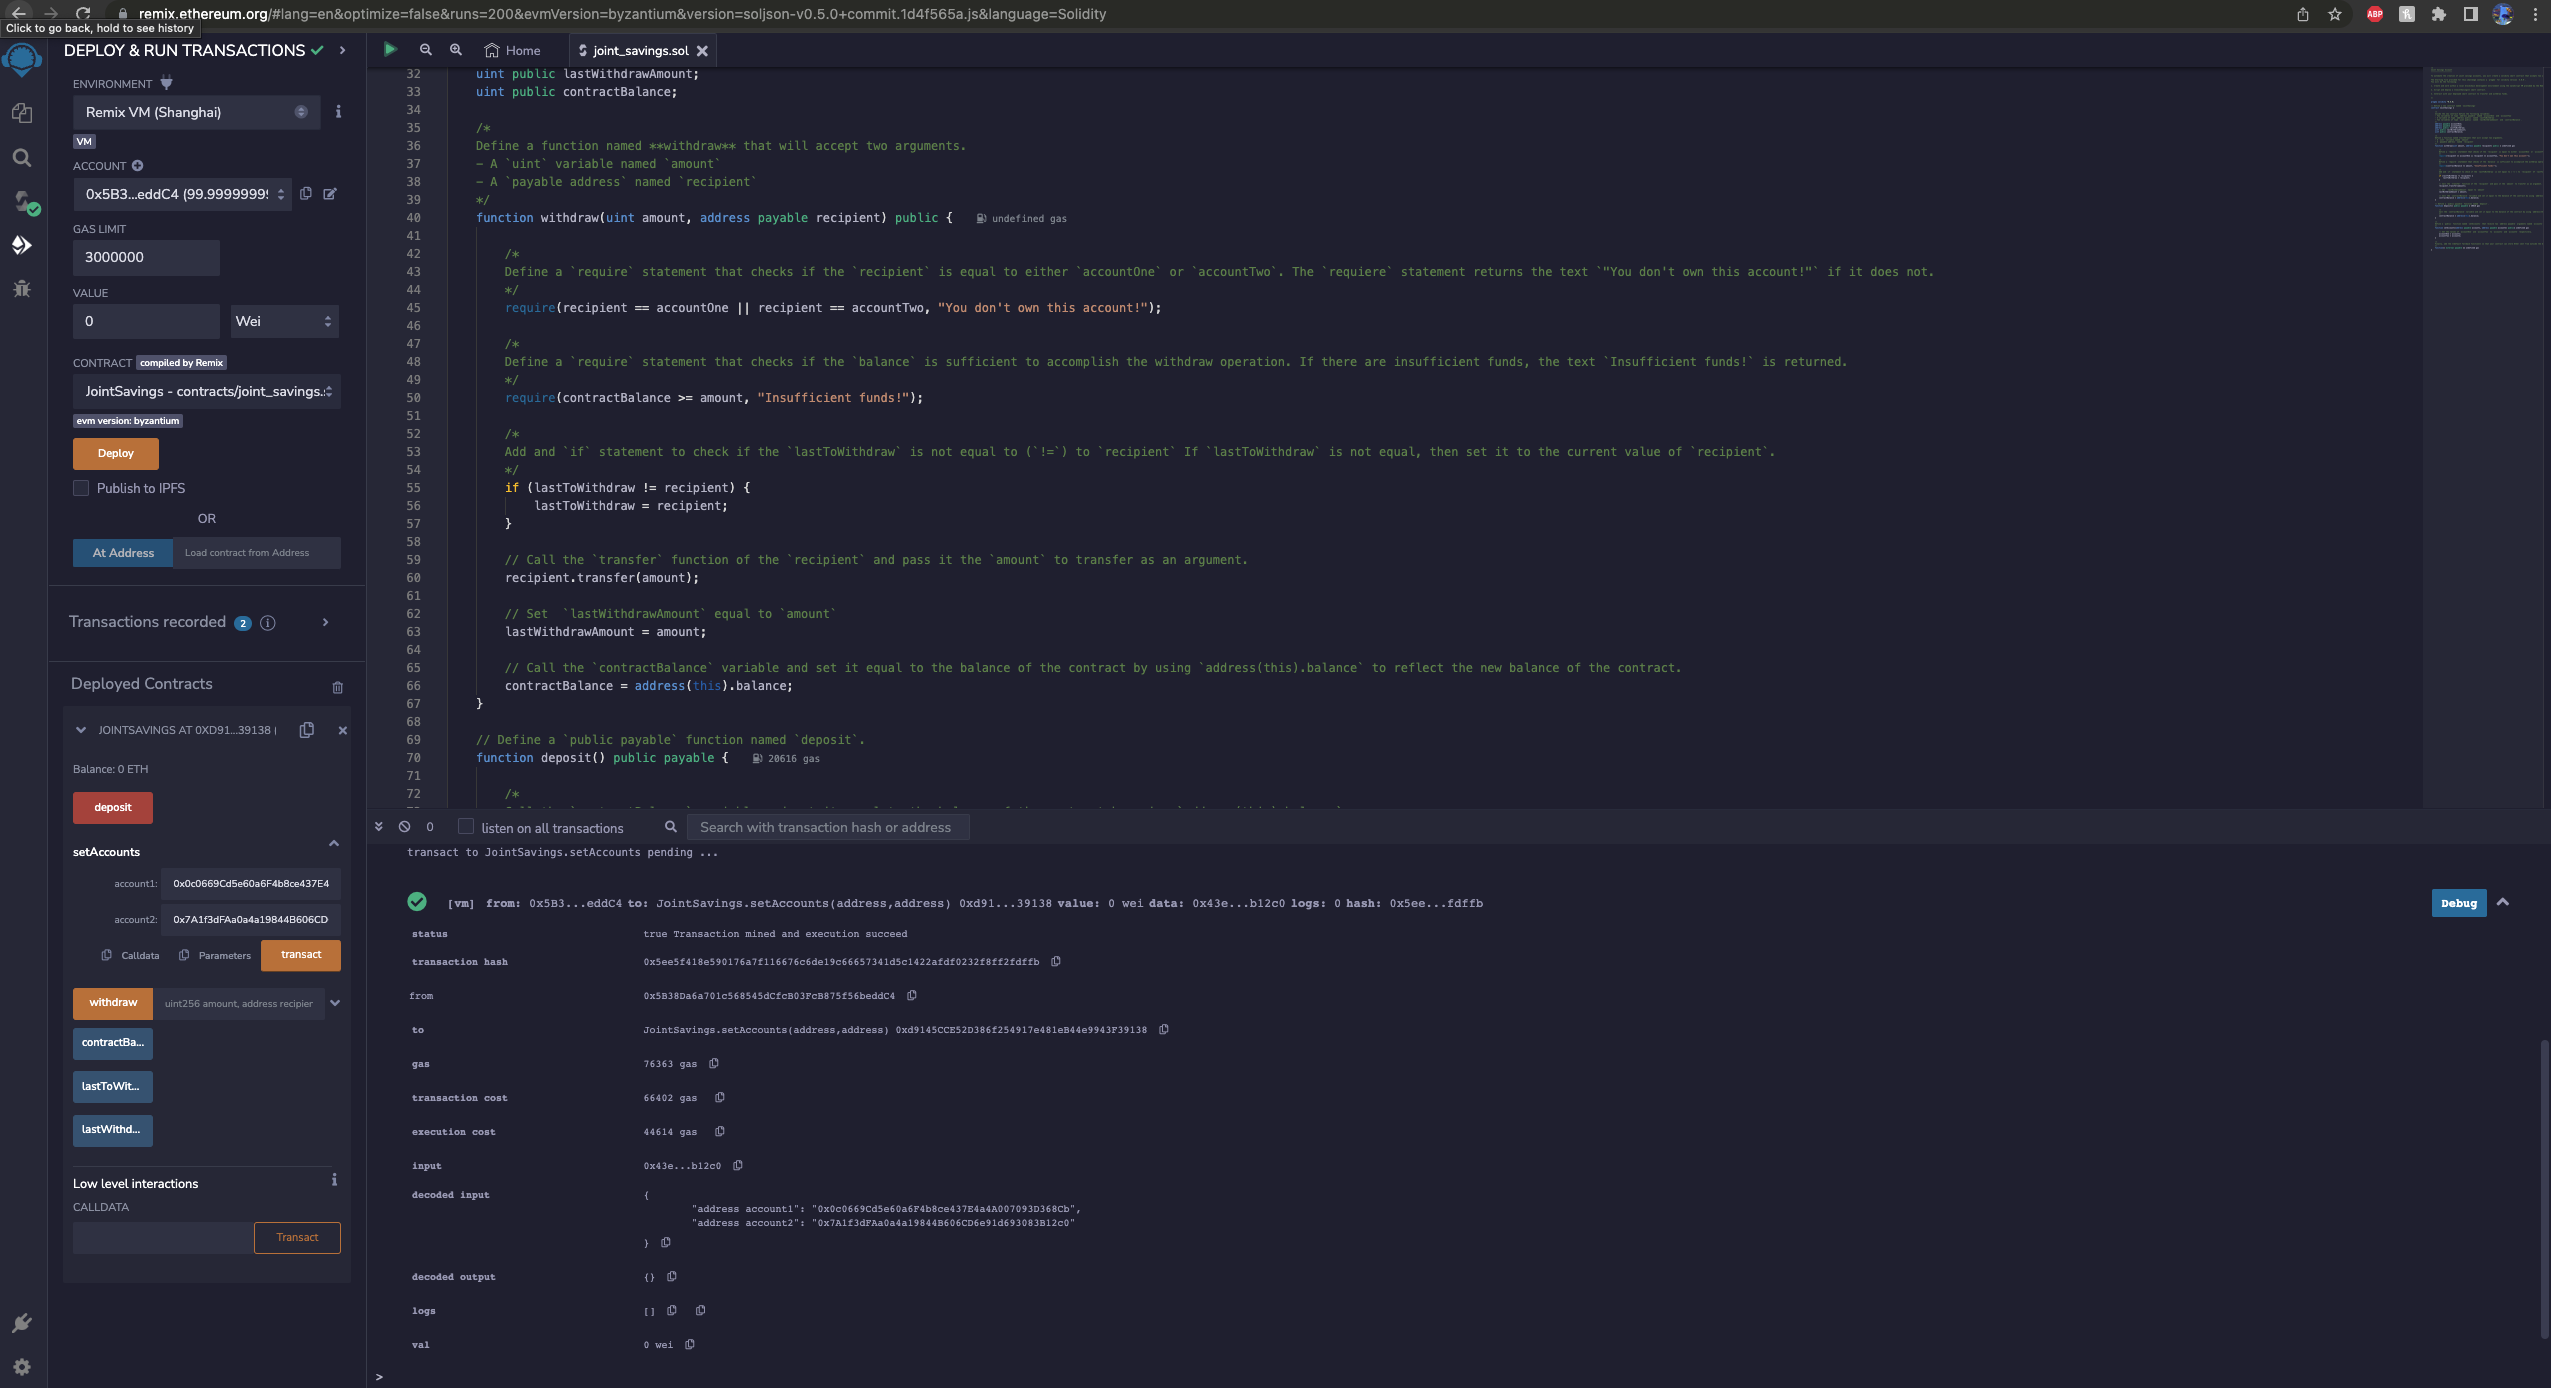 remix.ethereum.org/#lang=en&optimize=false&runs=200&evmVersion=byzantium&version=soljson-v0.5.0+commit.1d4f565a.js&language=Solidity
ABP
Click to go back, hold to see history
DEPLOY & RUN TRANSACTIONS
ENVIRONMENT
Remix VM (Shanghai)
VM
ACCOUNT
0x5B3...eddC4 (99.9999999
GAS LIMIT
3000000
VALUE
0
Wei
CONTRACT compiled by Remix
JointSavings - contracts/joint_savings.
evm version: byzantium
Deploy
Publish to IPFS
OR
At Address
Load contract from Address
Transactions recorded 2
Deployed Contracts
JOINTSAVINGS AT 0XD91...39138 (
Balance: 0 ETH
deposit
setAccounts
account1: 0x0c0669Cd5e60a6F4b8ce437E4
account2: 0x7A1f3dFAa0a4a19844B606CD
Calldata Parameters transact
withdraw uint256 amount, address recipier
contractBa...
lastToWit...
lastWithd...
Low level interactions
CALLDATA
Transact
Home
joint_savings.sol
32 uint public lastWithdrawAmount;
33 uint public contractBalance;
34
35 /*
36 Define a function named **withdraw** that will accept two arguments.
37 - A `uint` variable named `amount`
38 - A `payable address` named `recipient`
39 */
40 function withdraw(uint amount, address payable recipient) public { undefined gas
41
42 /*
43 Define a `require` statement that checks if the `recipient` is equal to either `accountOne` or `accountTwo`. The `requiere` statement returns the text `"You don't own this account!"` if it does not.
44 */
45 require(recipient == accountOne || recipient == accountTwo, "You don't own this account!");
46
47 /*
48 Define a `require` statement that checks if the `balance` is sufficient to accomplish the withdraw operation. If there are insufficient funds, the text `Insufficient funds!` is returned.
49 */
50 require(contractBalance >= amount, "Insufficient funds!");
51
52 /*
53 Add and `if` statement to check if the `lastToWithdraw` is not equal to (`!=`) to `recipient` If `lastToWithdraw` is not equal, then set it to the current value of `recipient`.
54 */
55 if (lastToWithdraw != recipient) {
56 lastToWithdraw = recipient;
57 }
58
59 // Call the `transfer` function of the `recipient` and pass it the `amount` to transfer as an argument.
60 recipient.transfer(amount);
61
62 // Set  `lastWithdrawAmount` equal to `amount`
63 lastWithdrawAmount = amount;
64
65 // Call the `contractBalance` variable and set it equal to the balance of the contract by using `address(this).balance` to reflect the new balance of the contract.
66 contractBalance = address(this).balance;
67 }
68
69 // Define a `public payable` function named `deposit`.
70 function deposit() public payable { 20616 gas
71
72 /*
0 listen on all transactions Search with transaction hash or address
transact to JointSavings.setAccounts pending ...
[vm] from: 0x5B3...eddC4 to: JointSavings.setAccounts(address,address) 0xd91...39138 value: 0 wei data: 0x43e...b12c0 logs: 0 hash: 0x5ee...fdffb
Debug
status true Transaction mined and execution succeed
transaction hash 0x5ee5f418e590176a7f116676c6de19c66657341d5c1422afdf0232f8ff2fdffb
from 0x5B38Da6a701c568545dCfcB03FcB875f56beddC4
to JointSavings.setAccounts(address,address) 0xd9145CCE52D386f254917e481eB44e9943F39138
gas 76363 gas
transaction cost 66402 gas
execution cost 44614 gas
input 0x43e...b12c0
decoded input {
"address account1": "0x0c0669Cd5e60a6F4b8ce437E4a4A007093D368Cb",
"address account2": "0x7A1f3dFAa0a4a19844B606CD6e91d693083B12c0"
}
decoded output {}
logs []
val 0 wei
>